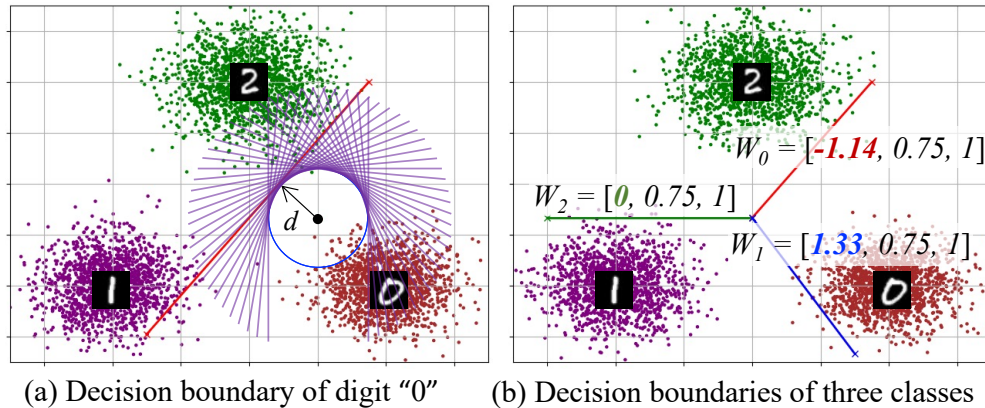 2
1
0
d
(a) Decision boundary of digit “0”
2
W0 = [-1.14, 0.75, 1]
W2 = [0, 0.75, 1]
W1 = [1.33, 0.75, 1]
1
0
(b) Decision boundaries of three classes